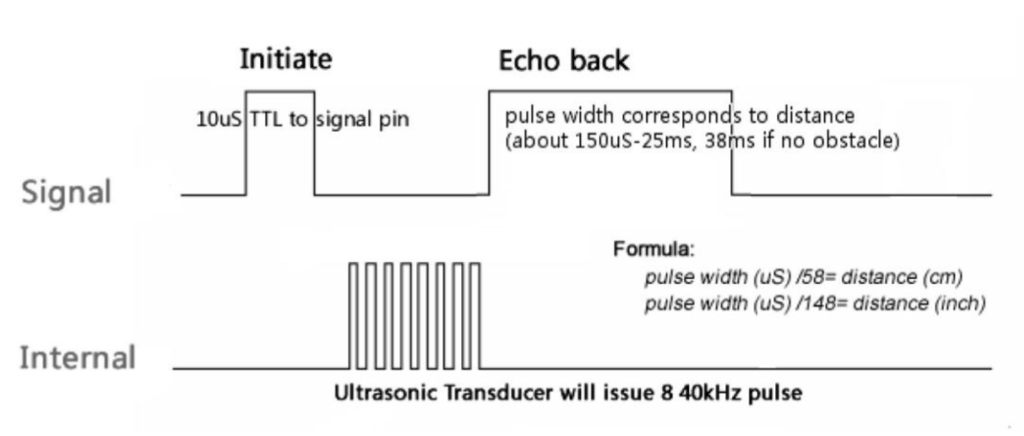 Initiate
Echo back
10uS TTL to signal pin
pulse width corresponds to distance
(about 150uS-25ms, 38ms if no obstacle)
Signal
Formula:
pulse width (uS) /58= distance (cm)
pulse width (uS) /148= distance (inch)
Internal
Ultrasonic Transducer will issue 8 40kHz pulse